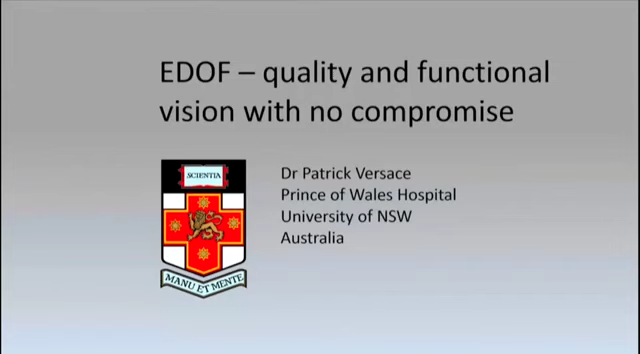 EDOF – quality and functional
vision with no compromise
SCIENTIA
Dr Patrick Versace
Prince of Wales Hospital
University of NSW
Australia
MANU ET MENTE